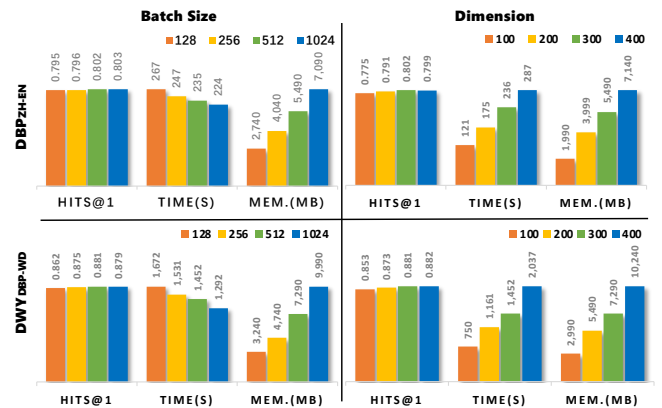 Batch Size
Dimension
DBPZH-EN
128 256 512 1024
0.795 0.796 0.802 0.803
267 247 235 224
2,740 4,040 5,490 7,090
HITS@1 TIME(S) MEM.(MB)
100 200 300 400
0.775 0.791 0.802 0.799
121 175 236 287
1,990 3,999 5,490 7,140
HITS@1 TIME(S) MEM.(MB)
DWYDBP-WD
128 256 512 1024
0.862 0.875 0.881 0.879
1,672 1,531 1,452 1,292
3,240 4,740 7,290 9,990
HITS@1 TIME(S) MEM.(MB)
100 200 300 400
0.853 0.873 0.881 0.882
750 1,161 1,452 2,037
2,990 5,490 7,290 10,240
HITS@1 TIME(S) MEM.(MB)